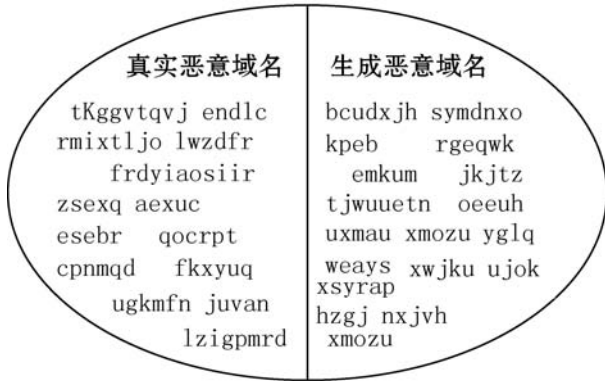 真实恶意域名
tKggvtqvj endlc
rmixtljo lwzdfr
frdyiaosiir
zsexq aexuc
esebr qocrpt
cpnmqd fkxyuq
ugkmfn juvan
lzigpmrd
生成恶意域名
bcudxjh symdnxo
kpeb rgeqwk
emkum jkjtz
tjwuuetn oeeuh
uxmau xmozu yglq
weays xwjku ujok
xsyrap
hzgj nxjvh
xmozu